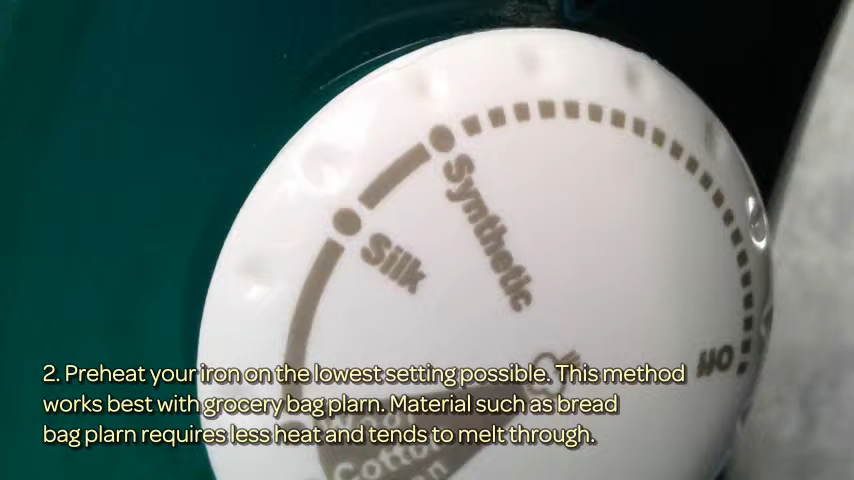 Synthetic
Silk
Off
2. Preheat your iron on the lowest setting possible. This method
works best with grocery bag plarn. Material such as bread
bag plarn requires less heat and tends to melt through.